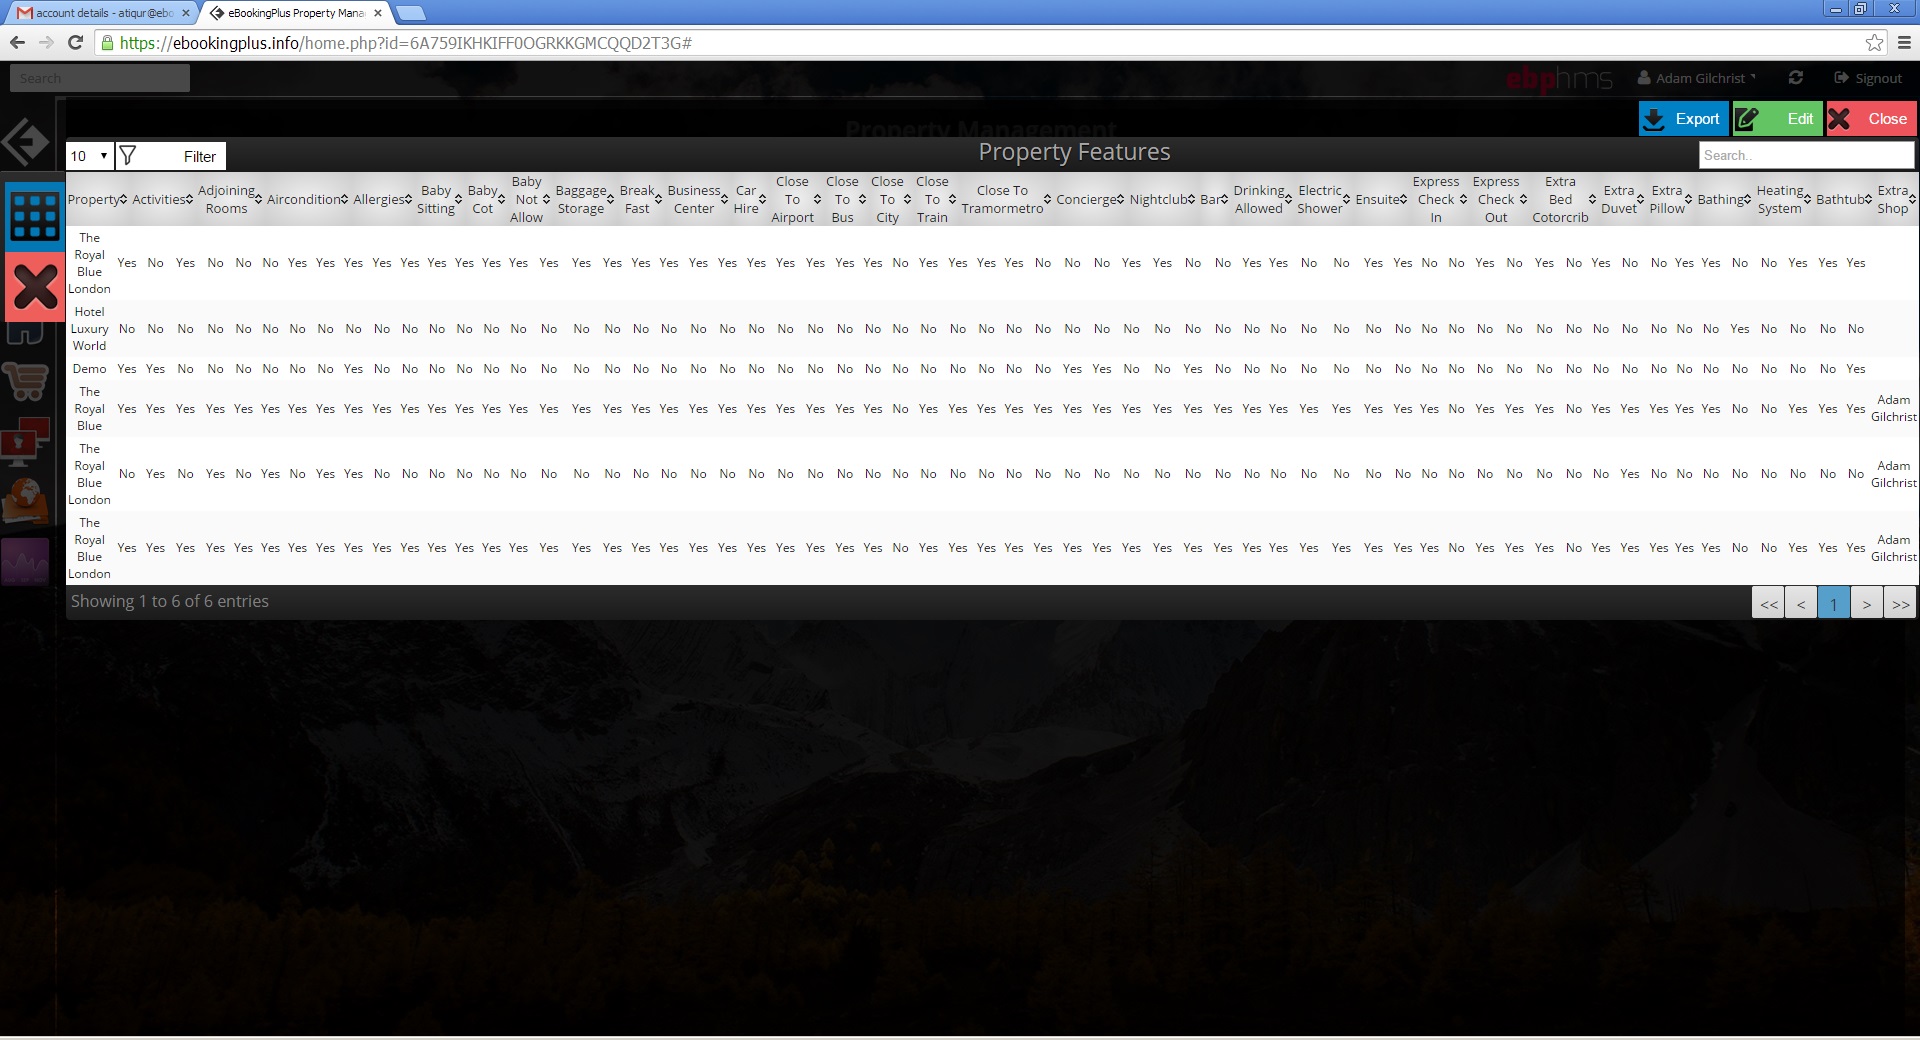 account details - atiqur@ebo
eBookingPlus Property Mana
https://ebookingplus.info/home.php?id=6A759IKHKIFF0OGRKKGMCQQD2T3G#
Search
ebphms Adam Gilchrist Signout
Property Management
Export Edit Close
10 Filter Property Features Search..
Property Activities Adjoining Rooms Aircondition Allergies Baby Sitting Baby Cot Baby Not Allow Baggage Storage Break Fast Business Center Car Hire Close To Airport Close To Bus Close To City Close To Train Close To Tramormetro Concierge Nightclub Bar Drinking Allowed Electric Shower Ensuite Express Check In Express Check Out Extra Bed Cotorcrib Extra Duvet Extra Pillow Bathing Heating System Bathtub Extra Shop
The Royal Blue London Yes No Yes No No No Yes Yes Yes Yes Yes Yes Yes Yes Yes Yes Yes Yes Yes Yes Yes Yes Yes Yes Yes Yes Yes No Yes Yes Yes Yes No No No Yes Yes No No Yes Yes No No Yes Yes No No Yes No Yes No Yes No No Yes Yes No No Yes Yes Yes
Hotel Luxury World No No No No No No No No No No No No No No No No No No No No No No No No No No No No No No No No No No No No No No No No No No No No No No No No No No No No No No No No Yes No No No No
Demo Yes Yes No No No No No No Yes No No No No No No No No No No No No No No No No No No No No No No No No Yes Yes No No Yes No No No No No No No No No No No No No No No No No No No No No No Yes
The Royal Blue Yes Yes Yes Yes Yes Yes Yes Yes Yes Yes Yes Yes Yes Yes Yes Yes Yes Yes Yes Yes Yes Yes Yes Yes Yes Yes Yes No Yes Yes Yes Yes Yes Yes Yes Yes Yes Yes Yes Yes Yes Yes Yes Yes Yes Yes No Yes Yes Yes No Yes Yes Yes Yes Yes No No Yes Yes Yes Adam Gilchrist
The Royal Blue London No Yes No Yes No Yes No Yes Yes No No No No No No No No No No No No No No No No No No No No No No No No No No No No No No No No No No No No No No No No No No No Yes No No No No No No No No Adam Gilchrist
The Royal Blue London Yes Yes Yes Yes Yes Yes Yes Yes Yes Yes Yes Yes Yes Yes Yes Yes Yes Yes Yes Yes Yes Yes Yes Yes Yes Yes Yes No Yes Yes Yes Yes Yes Yes Yes Yes Yes Yes Yes Yes Yes Yes Yes Yes Yes Yes No Yes Yes Yes No Yes Yes Yes Yes Yes No No Yes Yes Yes Adam Gilchrist
Showing 1 to 6 of 6 entries << < 1 > >>